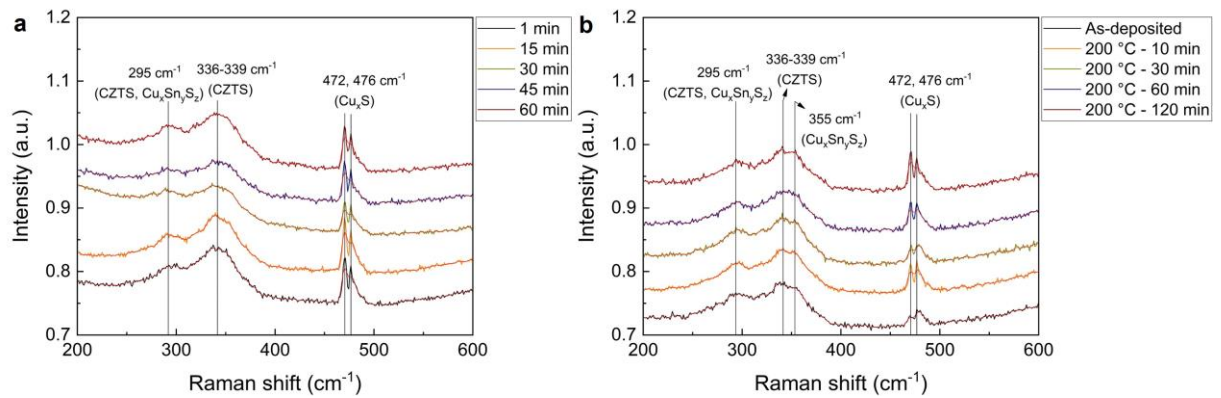 a
1.2
1.1
1.0
0.9
0.8
0.7
Intensity (a.u.)
200
300
400
500
600
Raman shift (cm⁻¹)
295 cm⁻¹
(CZTS, CuₓSnᵧS_z)
336-339 cm⁻¹
(CZTS)
472, 476 cm⁻¹
(CuₓS)
1 min
15 min
30 min
45 min
60 min
b
1.2
1.1
1.0
0.9
0.8
0.7
Intensity (a.u.)
200
300
400
500
600
Raman shift (cm⁻¹)
295 cm⁻¹
(CZTS, CuₓSnᵧS_z)
336-339 cm⁻¹
(CZTS)
355 cm⁻¹
(CuₓSnᵧS_z)
472, 476 cm⁻¹
(CuₓS)
As-deposited
200 °C - 10 min
200 °C - 30 min
200 °C - 60 min
200 °C - 120 min